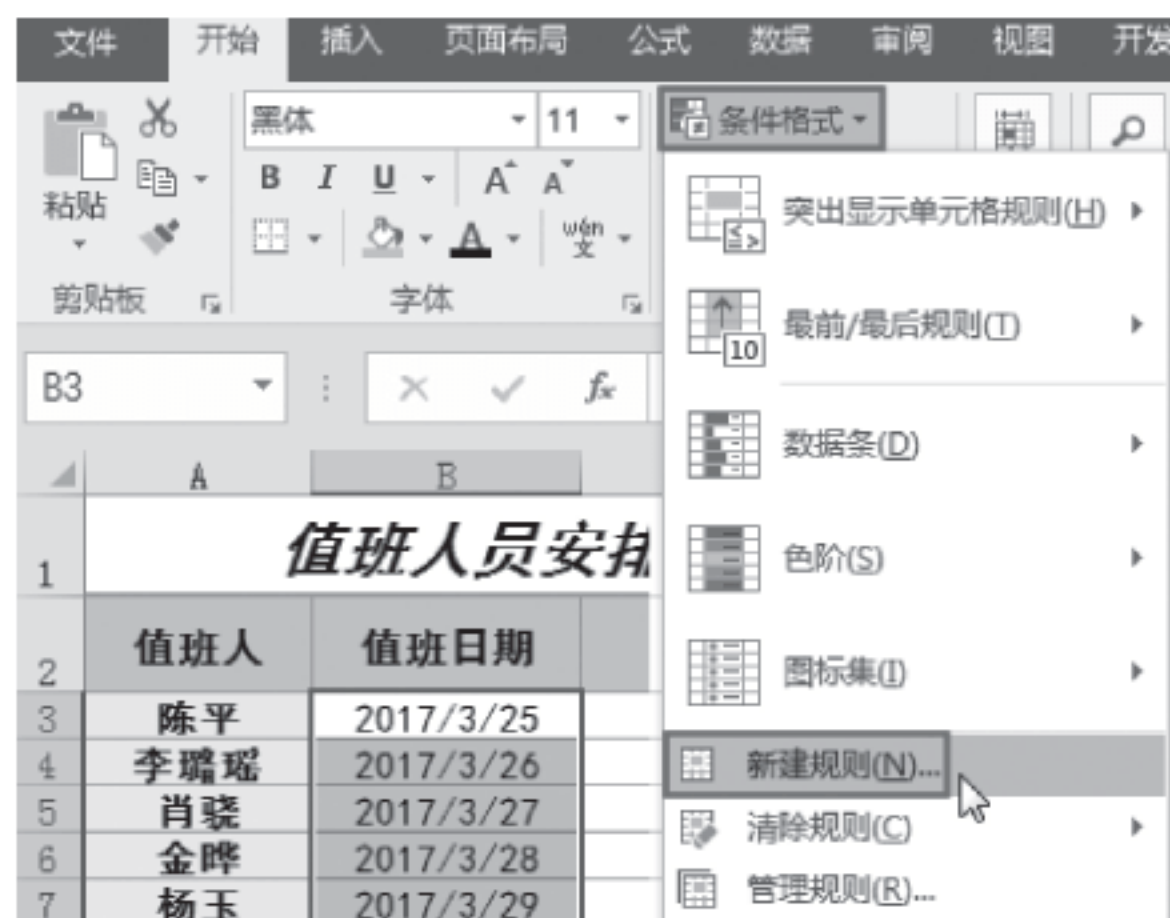 文件 开始 插入 页面布局 公式 数据 审阅 视图 开发
黑体 11 条件格式
B I U A A
粘贴
wén
文
剪贴板 字体
突出显示单元格规则(H)
最前/最后规则(T)
10
B3 fx
数据条(D)
A B
色阶(S)
1 值班人员安排
2 值班人 值班日期
图标集(I)
3 陈平 2017/3/25
4 李璐瑶 2017/3/26
新建规则(N)...
5 肖骁 2017/3/27
清除规则(C)
6 金晔 2017/3/28
管理规则(R)...
7 杨玉 2017/3/29